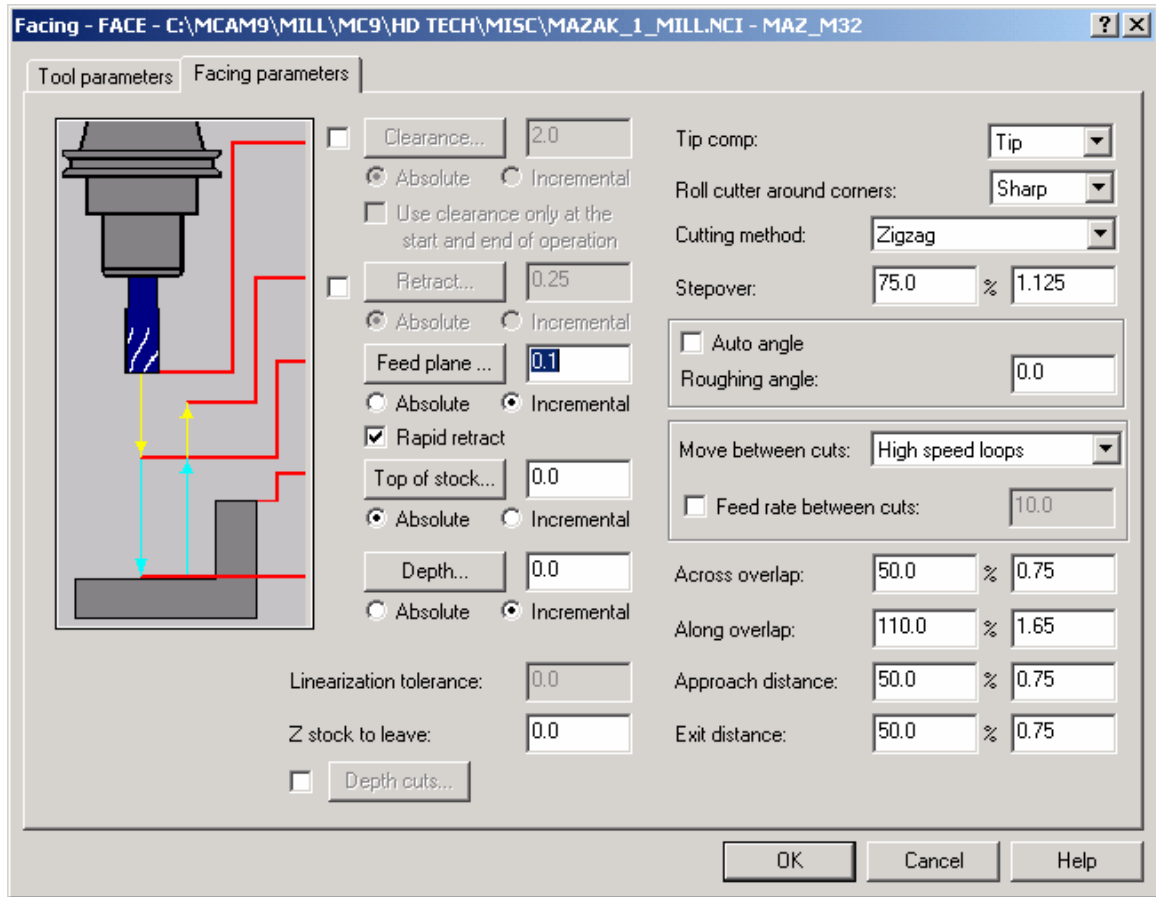 Facing - FACE - C:\MCAM9\MILL\MC9\HD TECH\MISC\MAZAK_1_MILL.NCI - MAZ_M32
Tool parameters Facing parameters
Clearance... 2.0
Absolute Incremental
Use clearance only at the
start and end of operation
Retract... 0.25
Absolute Incremental
Feed plane ... 0.1
Absolute Incremental
Rapid retract
Top of stock... 0.0
Absolute Incremental
Depth... 0.0
Absolute Incremental
Linearization tolerance: 0.0
Z stock to leave: 0.0
Depth cuts...
Tip comp: Tip
Roll cutter around corners: Sharp
Cutting method: Zigzag
Stepover: 75.0 % 1.125
Auto angle
Roughing angle: 0.0
Move between cuts: High speed loops
Feed rate between cuts: 10.0
Across overlap: 50.0 % 0.75
Along overlap: 110.0 % 1.65
Approach distance: 50.0 % 0.75
Exit distance: 50.0 % 0.75
OK Cancel Help